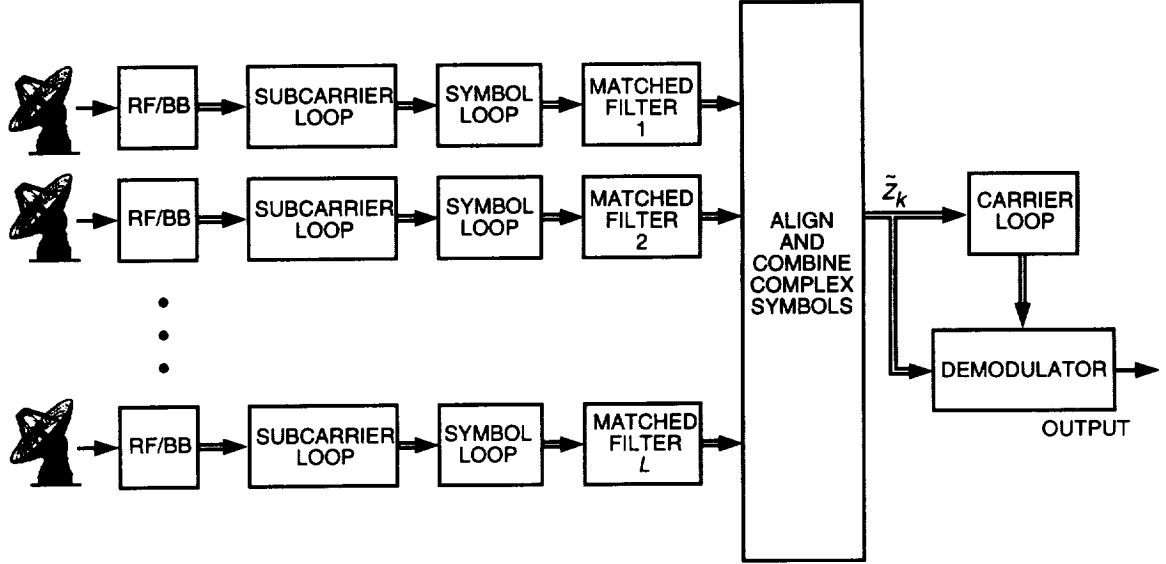 RF/BB
SUBCARRIER
LOOP
SYMBOL
LOOP
MATCHED
FILTER
1
RF/BB
SUBCARRIER
LOOP
SYMBOL
LOOP
MATCHED
FILTER
2
RF/BB
SUBCARRIER
LOOP
SYMBOL
LOOP
MATCHED
FILTER
L
ALIGN
AND
COMBINE
COMPLEX
SYMBOLS
Z̃k
CARRIER
LOOP
DEMODULATOR
OUTPUT